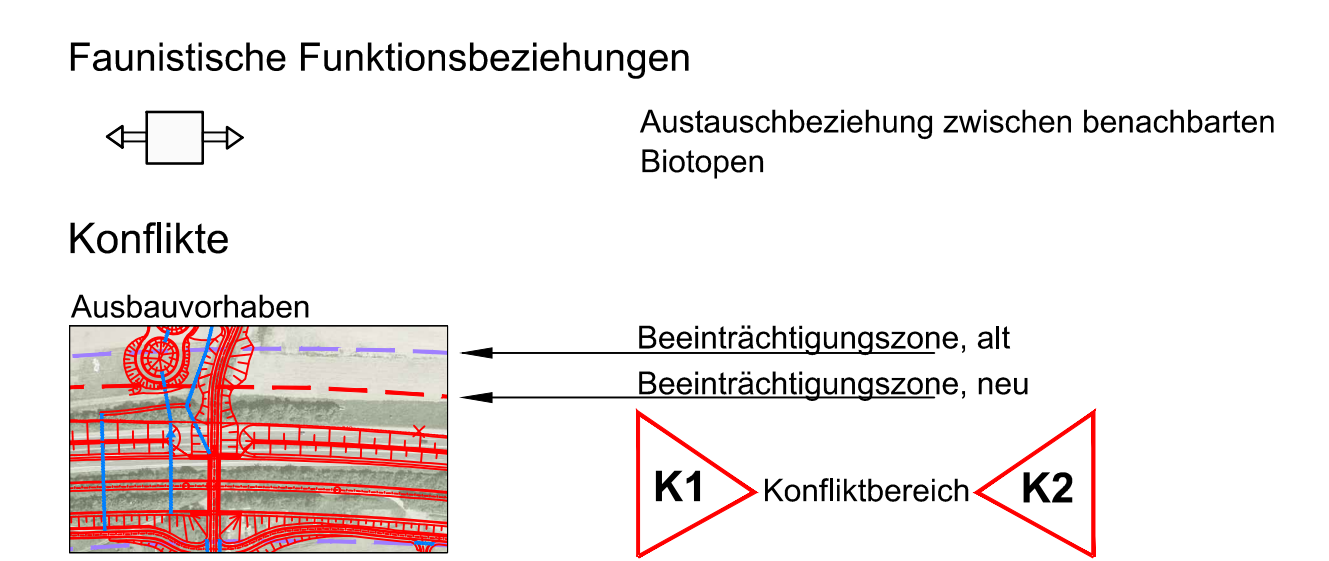 Faunistische Funktionsbeziehungen
Austauschbeziehung zwischen benachbarten
Biotopen
Konflikte
Ausbauvorhaben
Beeinträchtigungszone, alt
Beeinträchtigungszone, neu
K1 Konfliktbereich K2